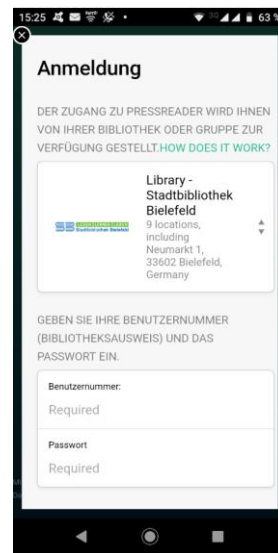 15:25
63 %
Anmeldung
DER ZUGANG ZU PRESSREADER WIRD IHNEN
VON IHRER BIBLIOTHEK ODER GRUPPE ZUR
VERFÜGUNG GESTELLT.HOW DOES IT WORK?
Library -
Stadtbibliothek
Bielefeld
9 locations,
including
Neumarkt 1,
33602 Bielefeld,
Germany
Stadtbibliothek Bielefeld
GEBEN SIE IHRE BENUTZERNUMMER
(BIBLIOTHEKSAUSWEIS) UND DAS
PASSWORT EIN.
Benutzernummer:
Required
Passwort
Required